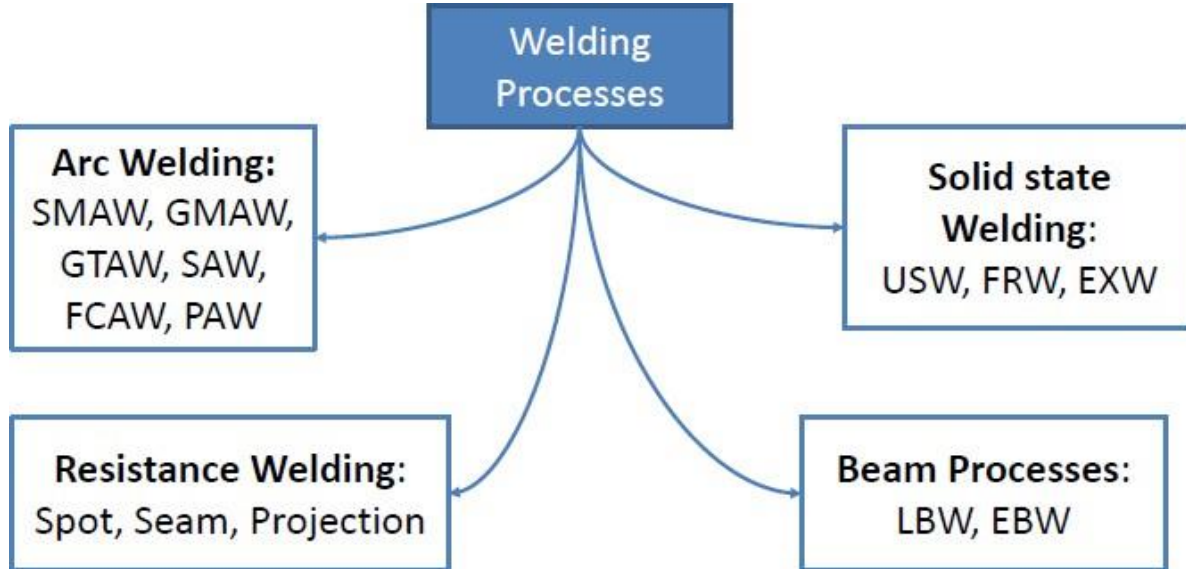 Welding
Processes
Arc Welding:
SMAW, GMAW,
GTAW, SAW,
FCAW, PAW
Solid state
Welding:
USW, FRW, EXW
Resistance Welding:
Spot, Seam, Projection
Beam Processes:
LBW, EBW